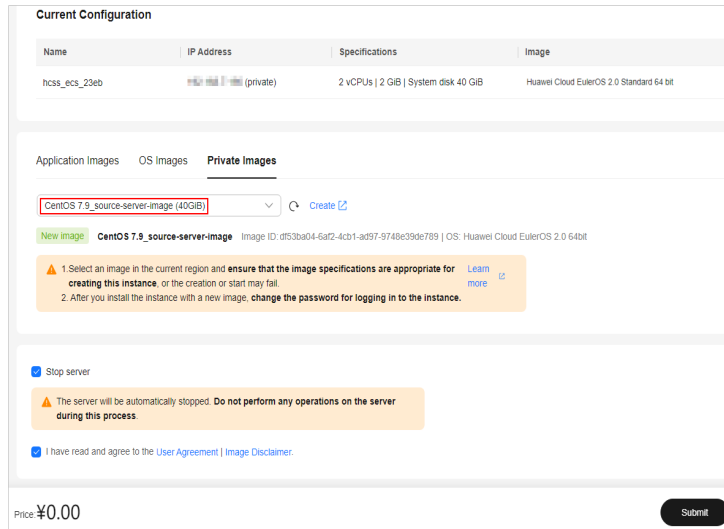 Current Configuration
Name IP Address Specifications Image
hcss_ecs_23eb (private) 2 vCPUs | 2 GiB | System disk 40 GiB Huawei Cloud EulerOS 2.0 Standard 64 bit
Application Images OS Images Private Images
CentOS 7.9_source-server-image (40GiB) Create
New image CentOS 7.9_source-server-image Image ID: df53ba04-6af2-4cb1-ad97-9748e39de789 | OS: Huawei Cloud EulerOS 2.0 64bit
1.Select an image in the current region and ensure that the image specifications are appropriate for Learn
creating this instance, or the creation or start may fail. more
2. After you install the instance with a new image, change the password for logging in to the instance.
Stop server
The server will be automatically stopped. Do not perform any operations on the server
during this process.
I have read and agree to the User Agreement | Image Disclaimer.
Price: ¥0.00 Submit